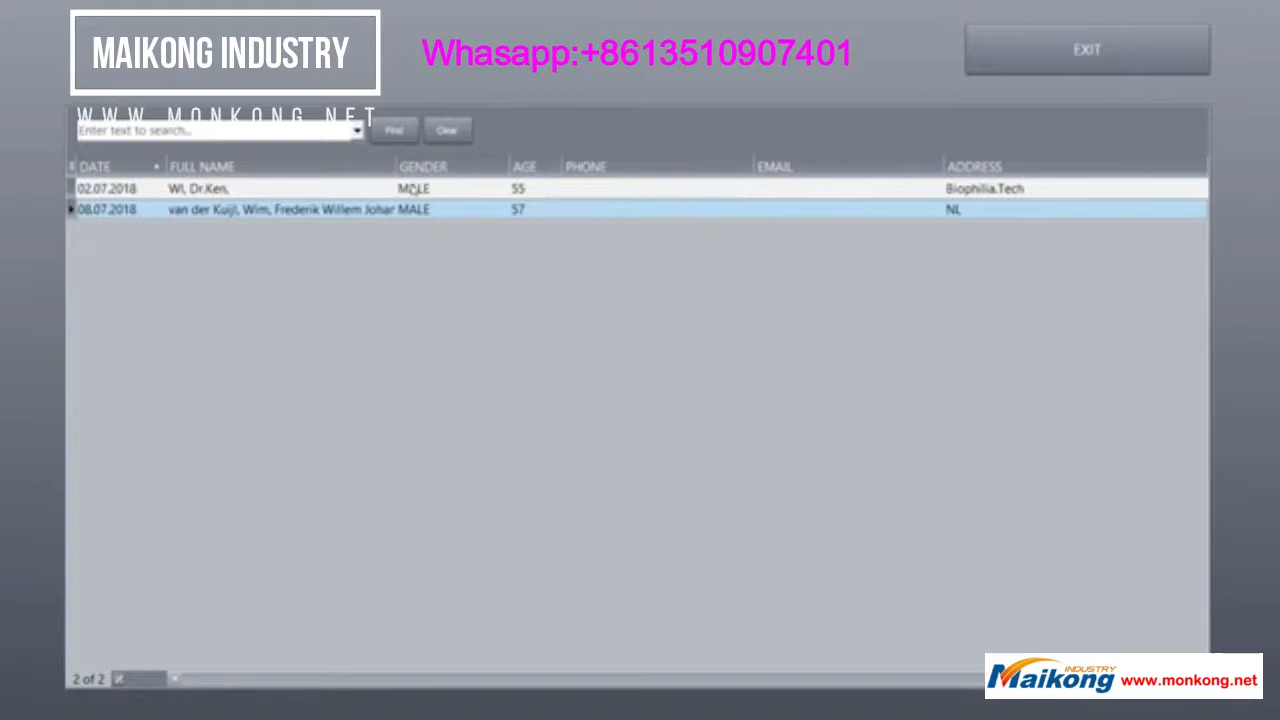 MAIKONG INDUSTRY
Whasapp:+8613510907401
EXIT
WWW.MONKONG.NET
Enter text to search...
Find
Clear
DATE FULL NAME GENDER AGE PHONE EMAIL ADDRESS
02.07.2018 WI, Dr.Ken, MALE 55 Biophilia.Tech
08.07.2018 van der Kuijl, Wim, Frederik Willem Johar MALE 57 NL
2 of 2
INDUSTRY
Maikong www.monkong.net